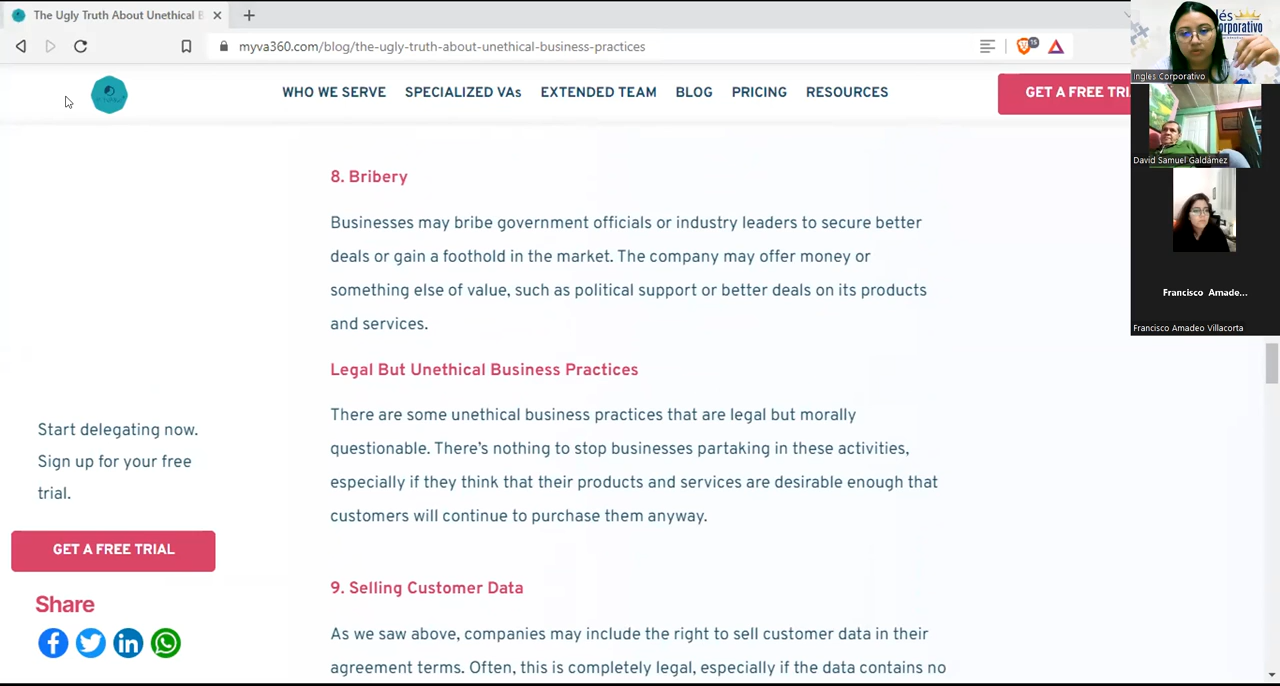 The Ugly Truth About Unethical B
myva360.com/blog/the-ugly-truth-about-unethical-business-practices
15
WHO WE SERVE
SPECIALIZED VAs
EXTENDED TEAM
BLOG
PRICING
RESOURCES
GET A FREE TRI
Ingles Corporativo
David Samuel Galdámez
Francisco Amade...
Francisco Amadeo Villacorta
8. Bribery
Businesses may bribe government officials or industry leaders to secure better
deals or gain a foothold in the market. The company may offer money or
something else of value, such as political support or better deals on its products
and services.
Legal But Unethical Business Practices
There are some unethical business practices that are legal but morally
questionable. There's nothing to stop businesses partaking in these activities,
especially if they think that their products and services are desirable enough that
customers will continue to purchase them anyway.
9. Selling Customer Data
As we saw above, companies may include the right to sell customer data in their
agreement terms. Often, this is completely legal, especially if the data contains no
Start delegating now.
Sign up for your free
trial.
GET A FREE TRIAL
Share